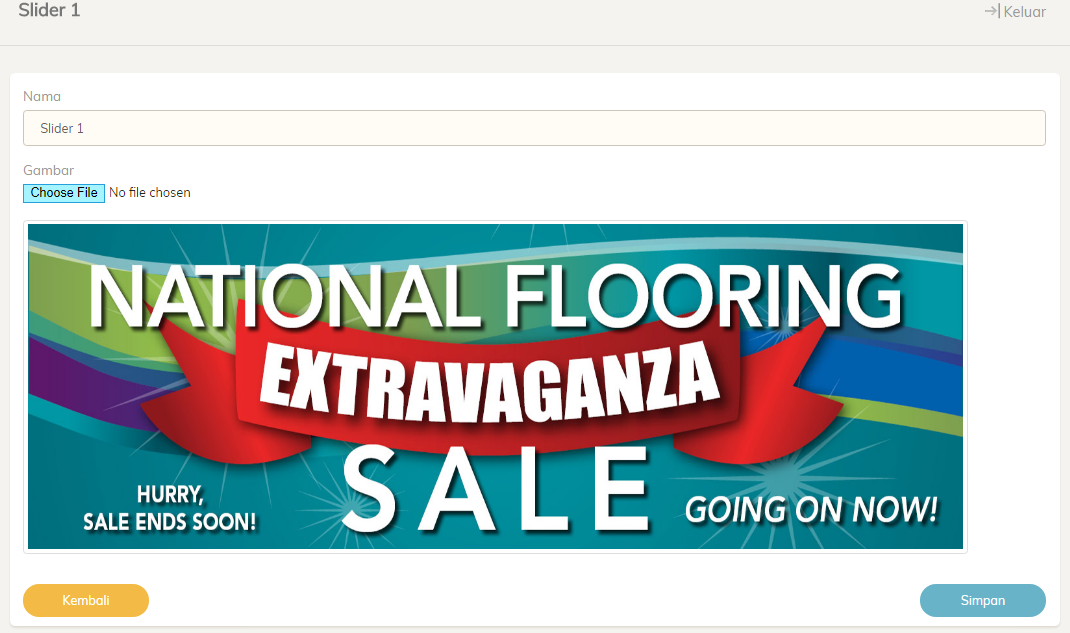 Slider 1
Keluar
Nama
Slider 1
Gambar
Choose File No file chosen
NATIONAL FLOORING
EXTRAVAGANZA
SALE
HURRY,
SALE ENDS SOON!
GOING ON NOW!
Kembali
Simpan